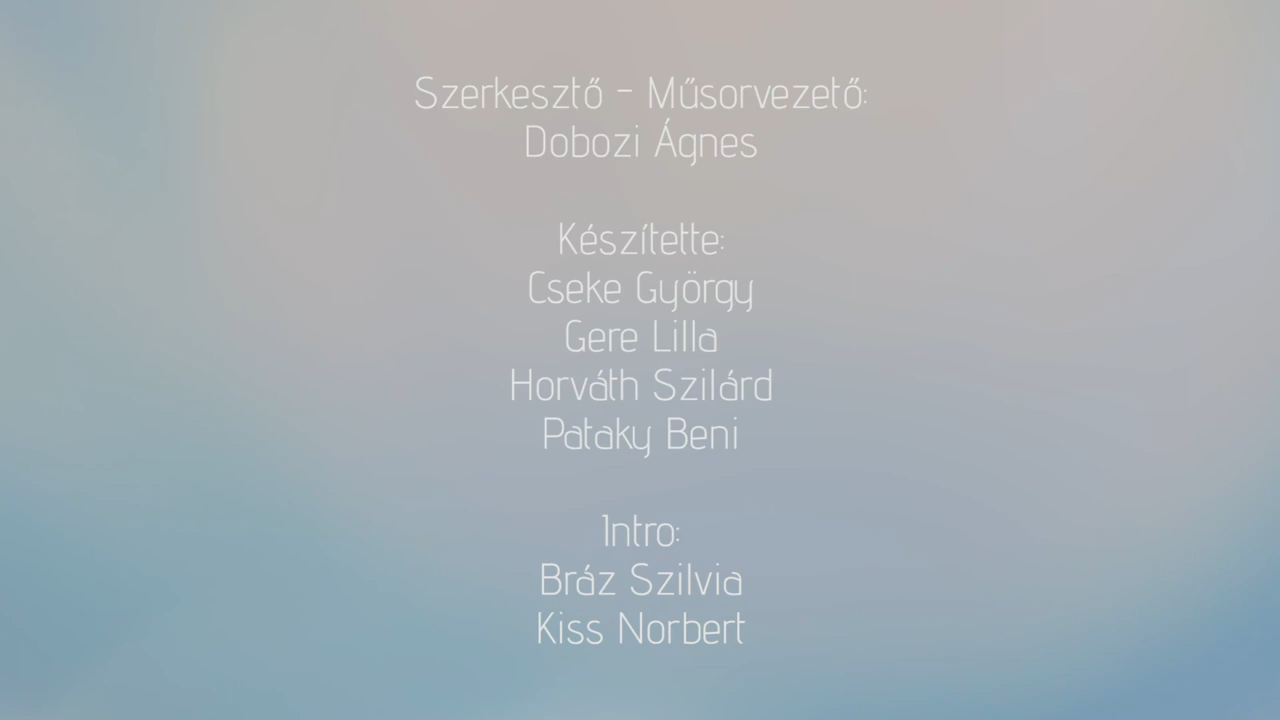 Szerkesztő - Műsorvezető:
Dobozi Ágnes
Készítette:
Cseke György
Gere Lilla
Horváth Szilárd
Pataky Beni
Intro:
Bráz Szilvia
Kiss Norbert